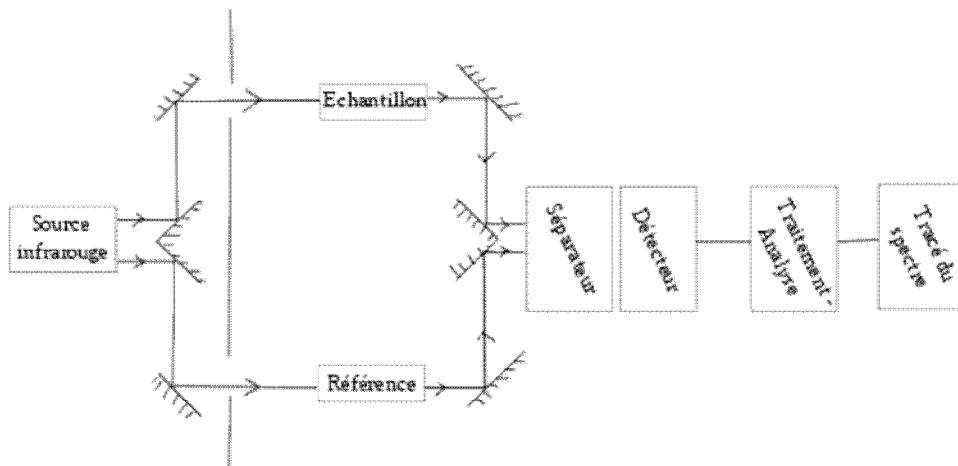 Echantillon
Source
infrarouge
Séparateur
Détecteur
Traitement-
Analyse
Tracé du
spectre
Référence